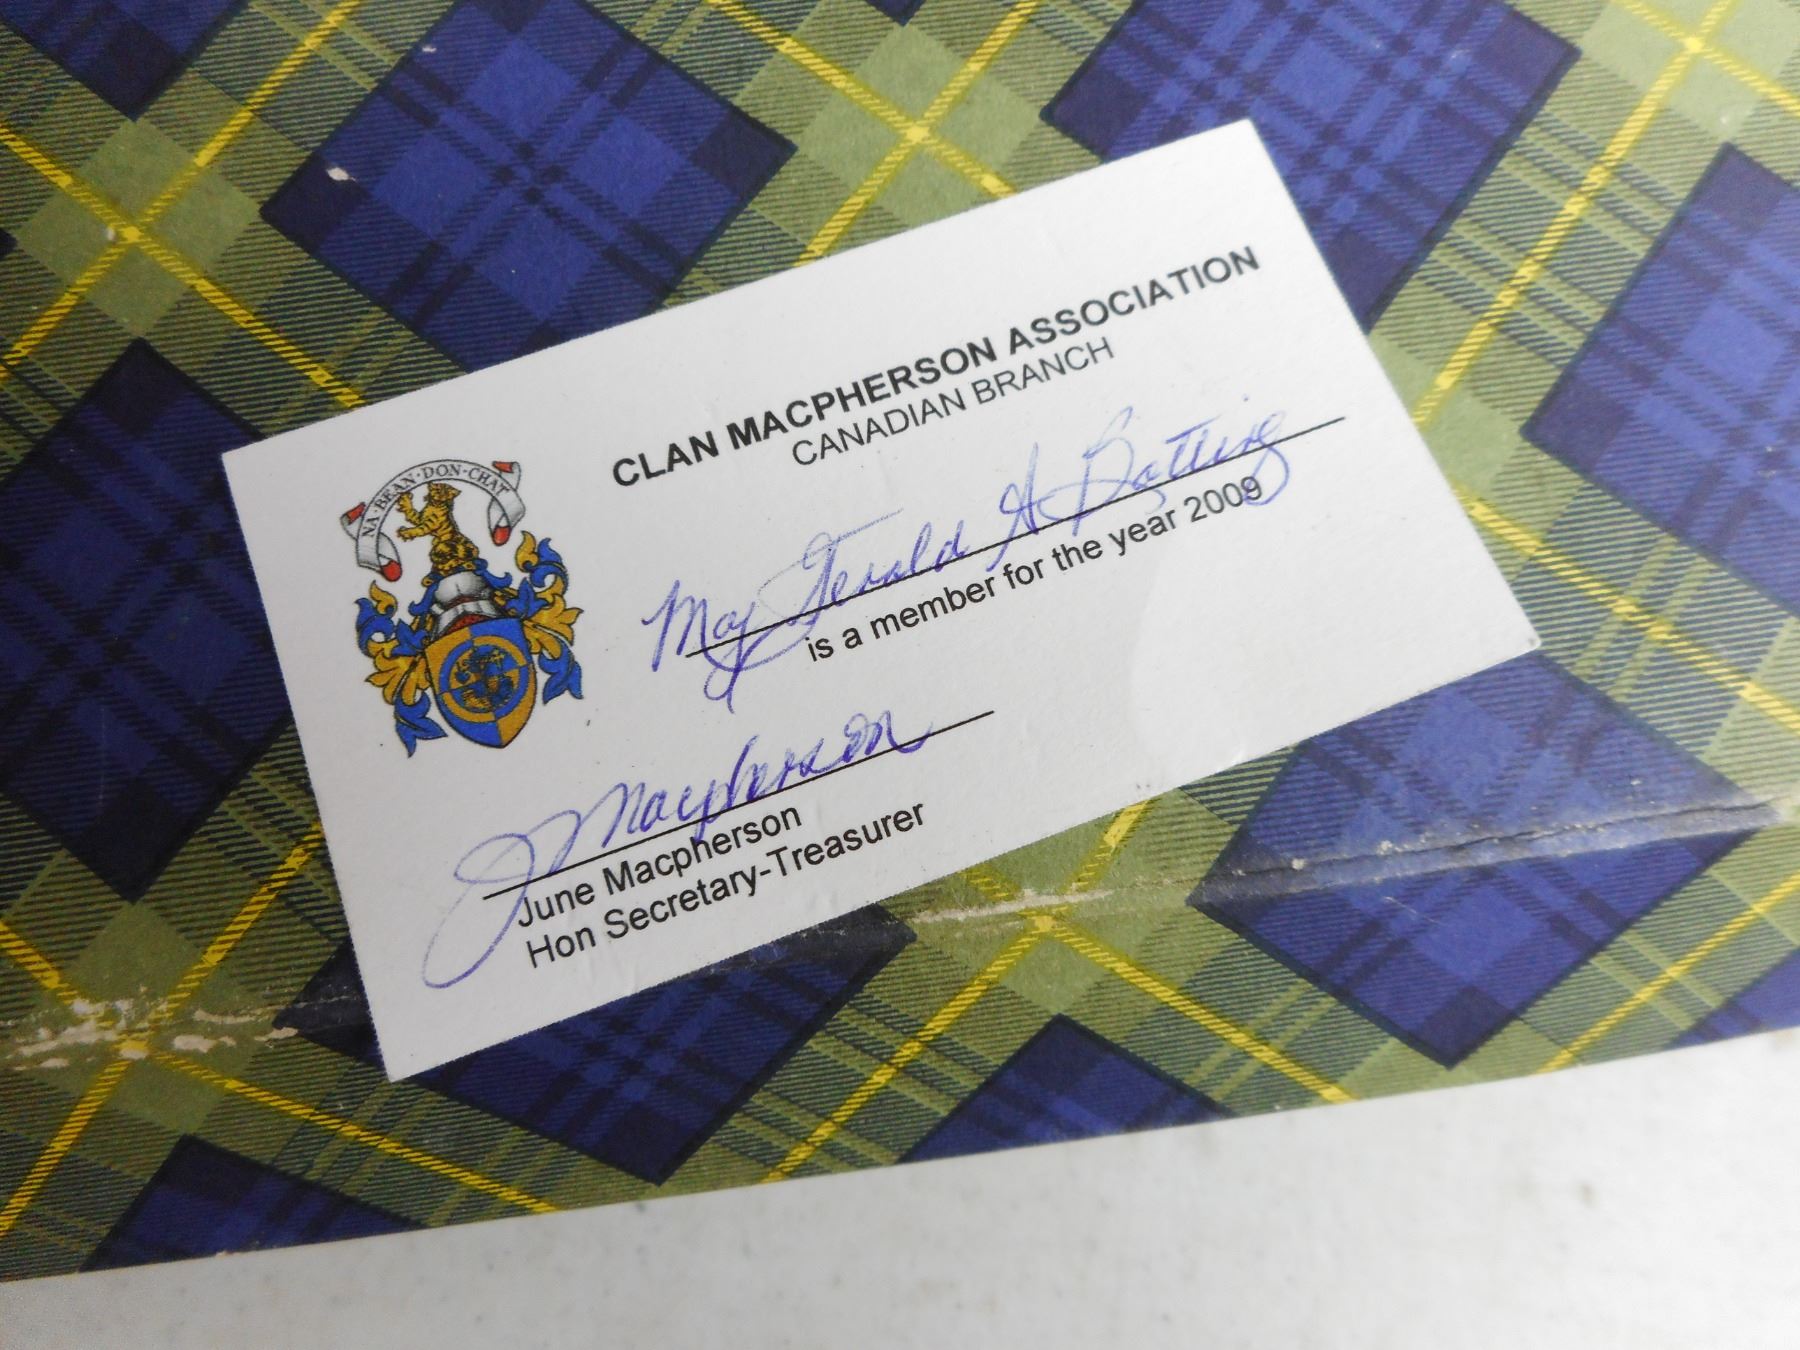 CLAN MACPHERSON ASSOCIATION
CANADIAN BRANCH
NA·BEAN·DON·CHAT
Maj Gerald A Batting
is a member for the year 2009
J Macpherson
June Macpherson
Hon Secretary-Treasurer